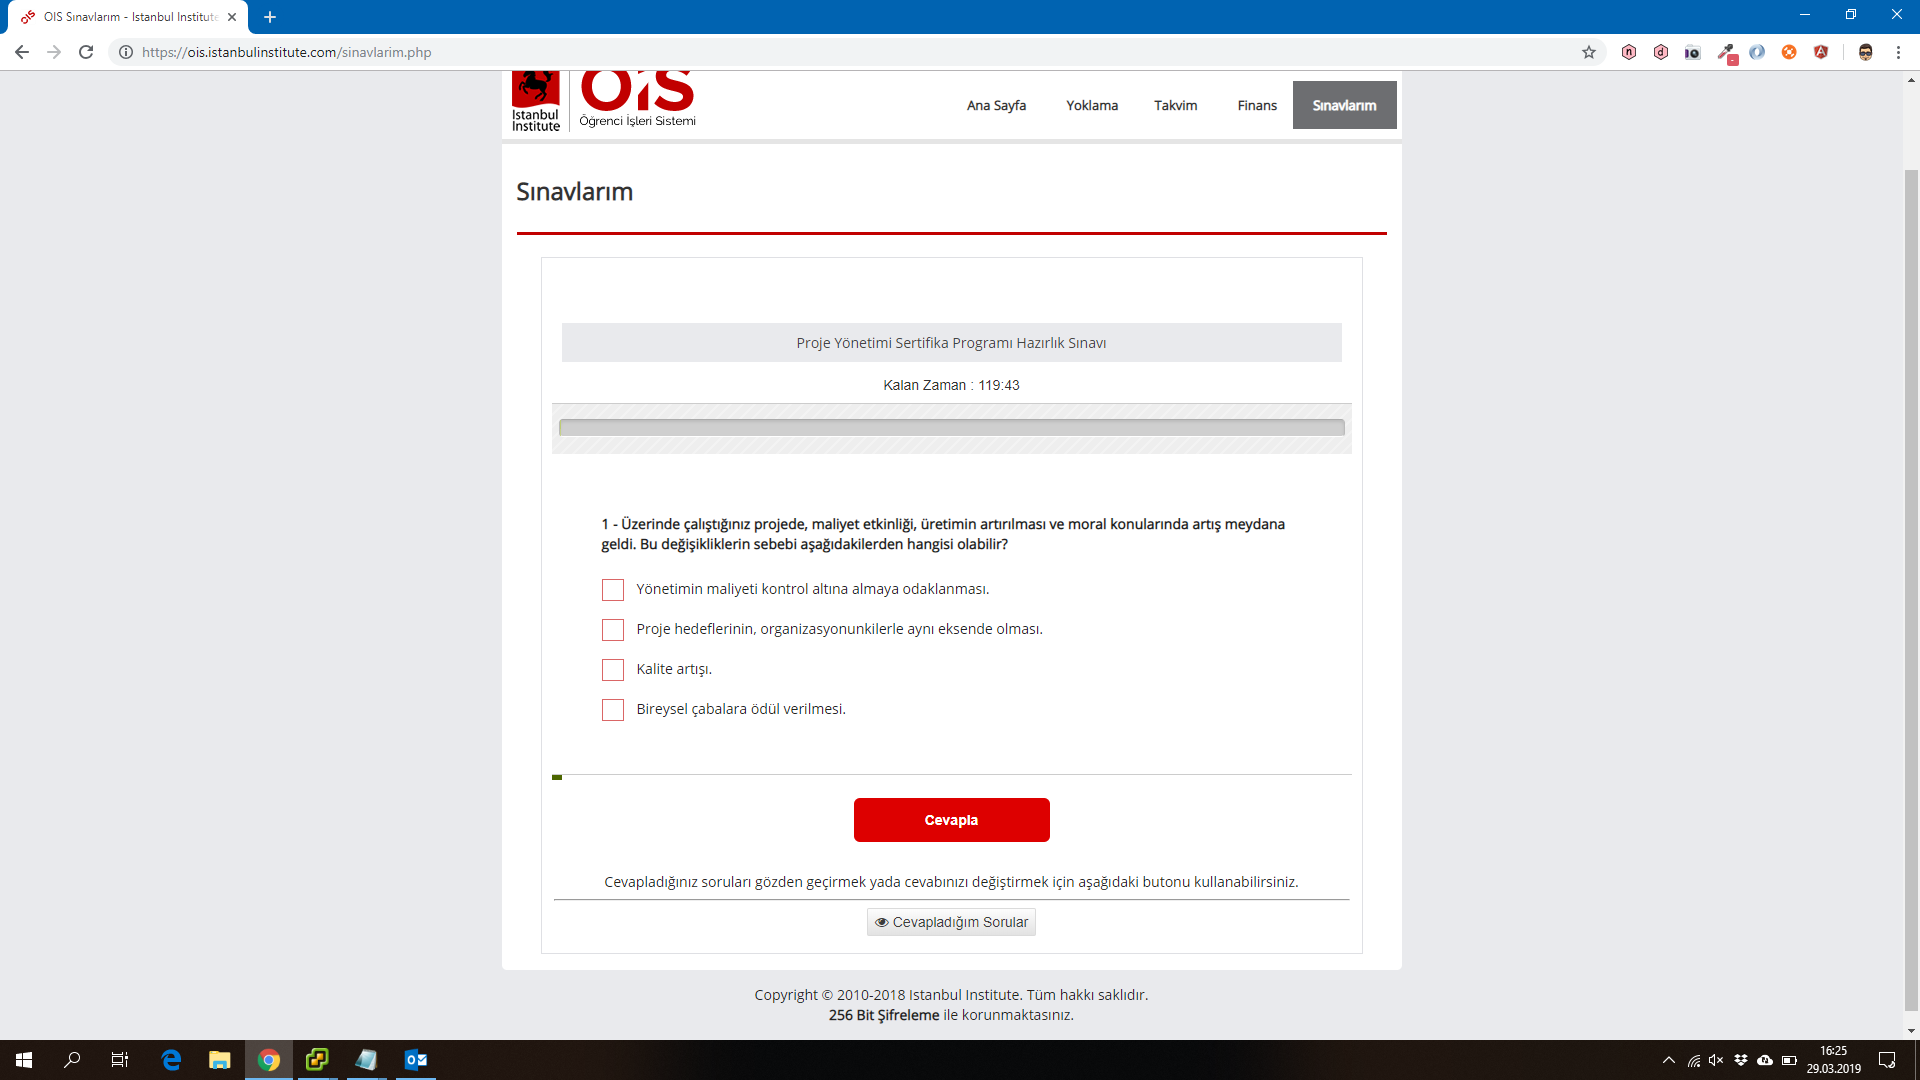 OIS Sınavlarım - Istanbul Institute
https://ois.istanbulinstitute.com/sinavlarim.php
OİS
Istanbul
Institute
Öğrenci İşleri Sistemi
Ana Sayfa Yoklama Takvim Finans Sınavlarım
Sınavlarım
Proje Yönetimi Sertifika Programı Hazırlık Sınavı
Kalan Zaman : 119:43
1 - Üzerinde çalıştığınız projede, maliyet etkinliği, üretimin artırılması ve moral konularında artış meydana
geldi. Bu değişikliklerin sebebi aşağıdakilerden hangisi olabilir?
Yönetimin maliyeti kontrol altına almaya odaklanması.
Proje hedeflerinin, organizasyonunkilerle aynı eksende olması.
Kalite artışı.
Bireysel çabalara ödül verilmesi.
Cevapla
Cevapladığınız soruları gözden geçirmek yada cevabınızı değiştirmek için aşağıdaki butonu kullanabilirsiniz.
Cevapladığım Sorular
Copyright © 2010-2018 Istanbul Institute. Tüm hakkı saklıdır.
256 Bit Şifreleme ile korunmaktasınız.
16:25
29.03.2019